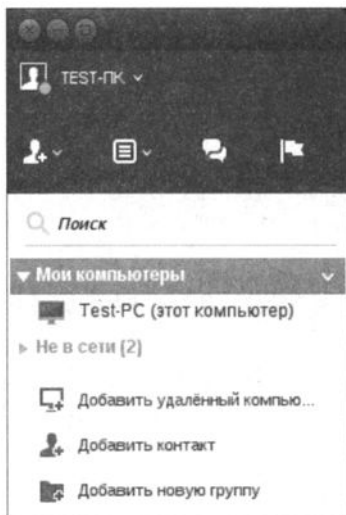 TEST-ПК
Поиск
Мои компьютеры
Test-PC (этот компьютер)
Не в сети (2)
Добавить удалённый компью...
Добавить контакт
Добавить новую группу